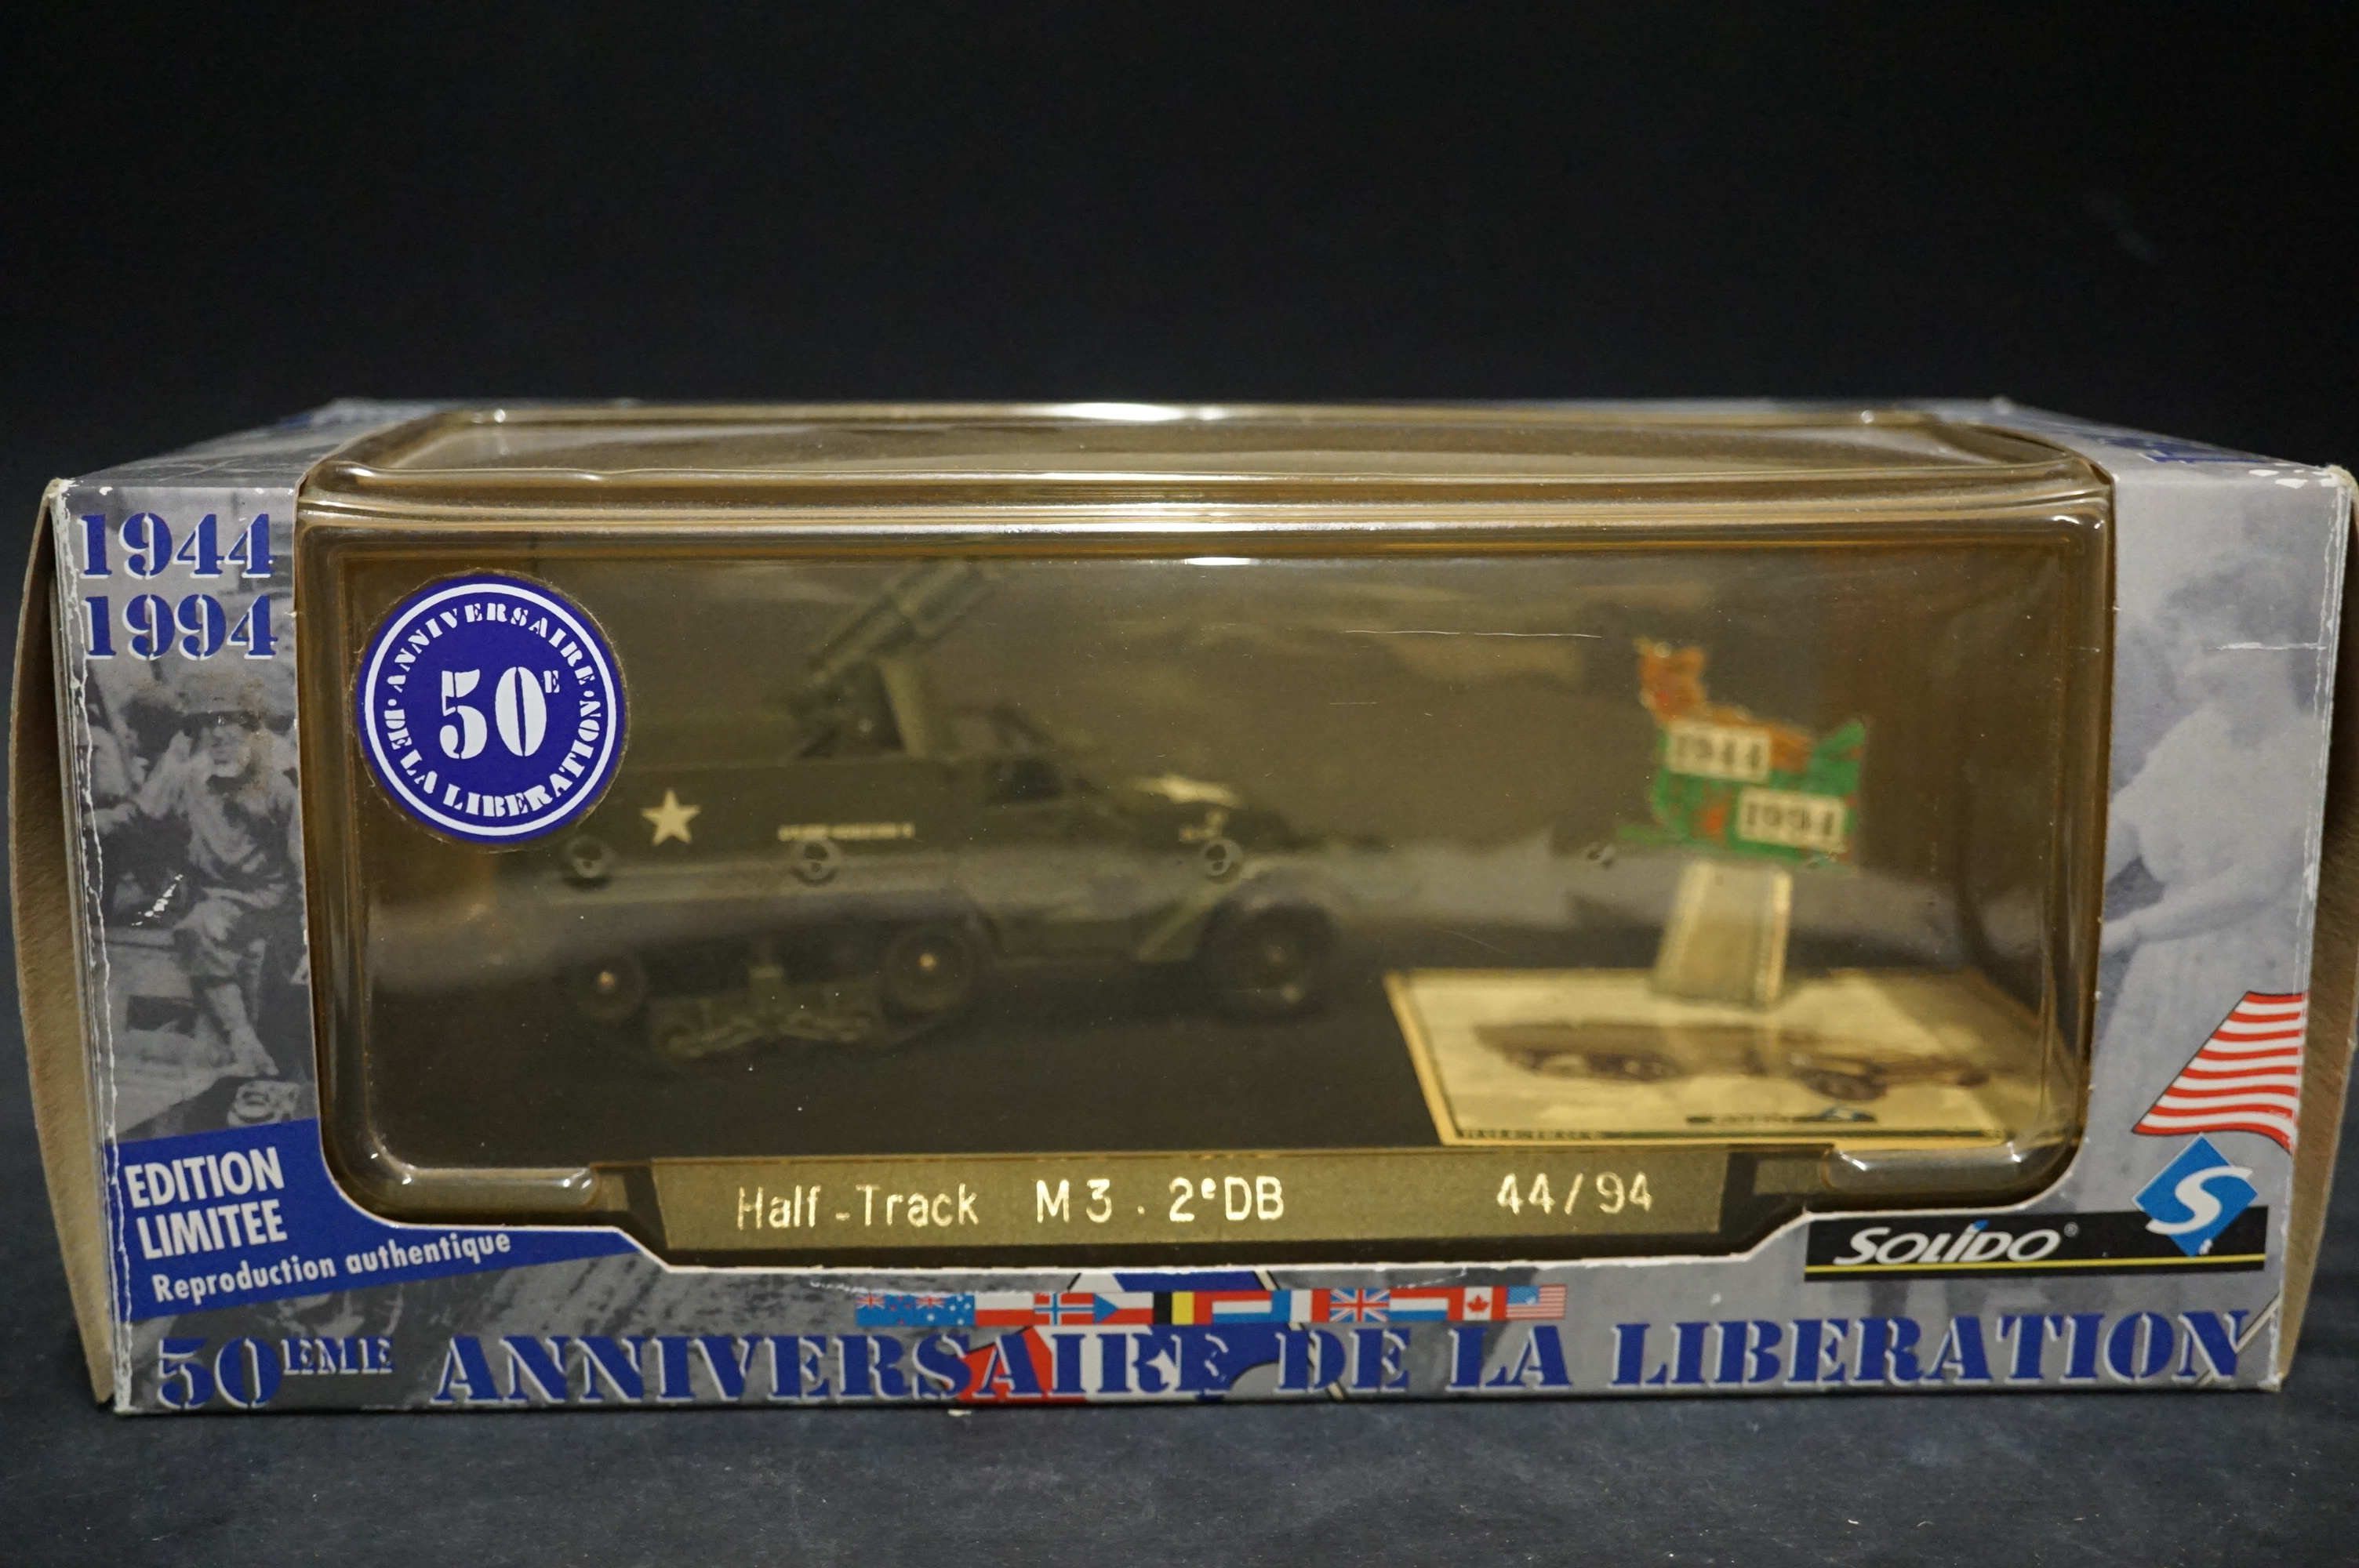 1944
1994
ANNIVERSAIRE
50E
DE LA LIBERATION
1944
1994
Half-Track M3. 2eDB 44/94
EDITION
LIMITEE
Reproduction authentique
SOLIDO®
S
50EME ANNIVERSAIRE DE LA LIBERATION